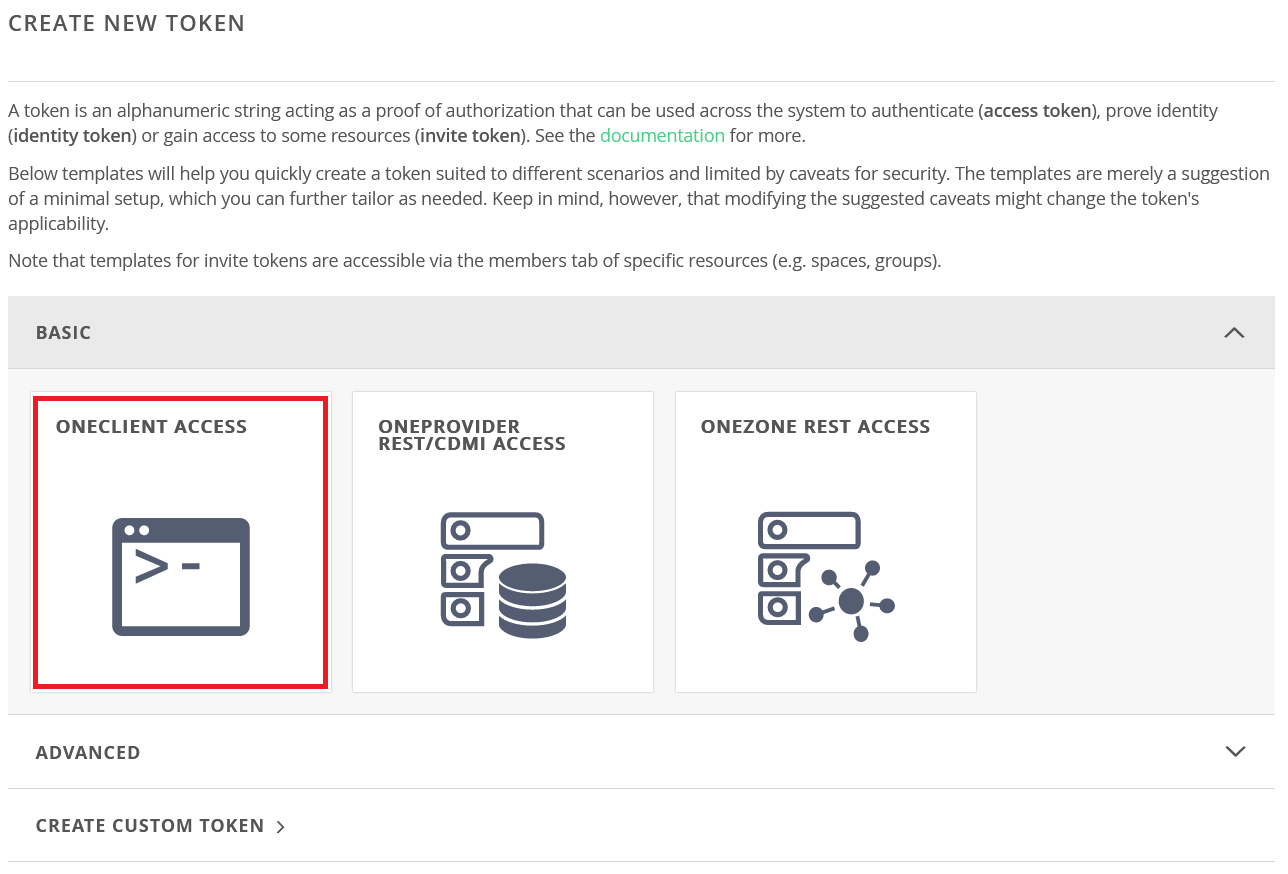 CREATE NEW TOKEN
A token is an alphanumeric string acting as a proof of authorization that can be used across the system to authenticate (access token), prove identity
(identity token) or gain access to some resources (invite token). See the documentation for more.
Below templates will help you quickly create a token suited to different scenarios and limited by caveats for security. The templates are merely a suggestion
of a minimal setup, which you can further tailor as needed. Keep in mind, however, that modifying the suggested caveats might change the token's
applicability.
Note that templates for invite tokens are accessible via the members tab of specific resources (e.g. spaces, groups).
BASIC
ONECLIENT ACCESS
ONEPROVIDER
REST/CDMI ACCESS
ONEZONE REST ACCESS
ADVANCED
CREATE CUSTOM TOKEN